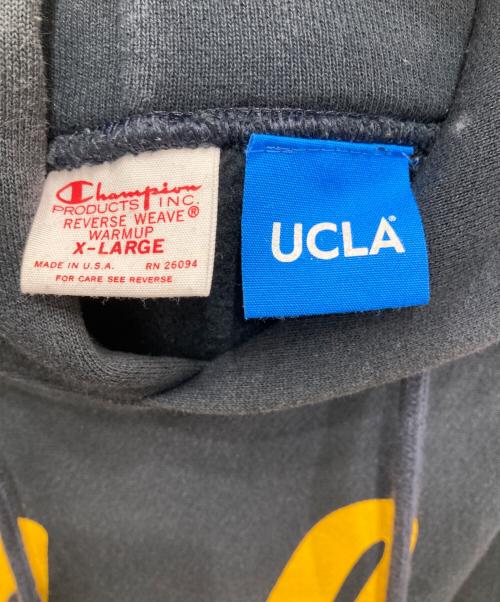 Champion
PRODUCTS INC.
REVERSE WEAVE®
WARMUP
X-LARGE
MADE IN U.S.A. RN 26094
FOR CARE SEE REVERSE
UCLA®